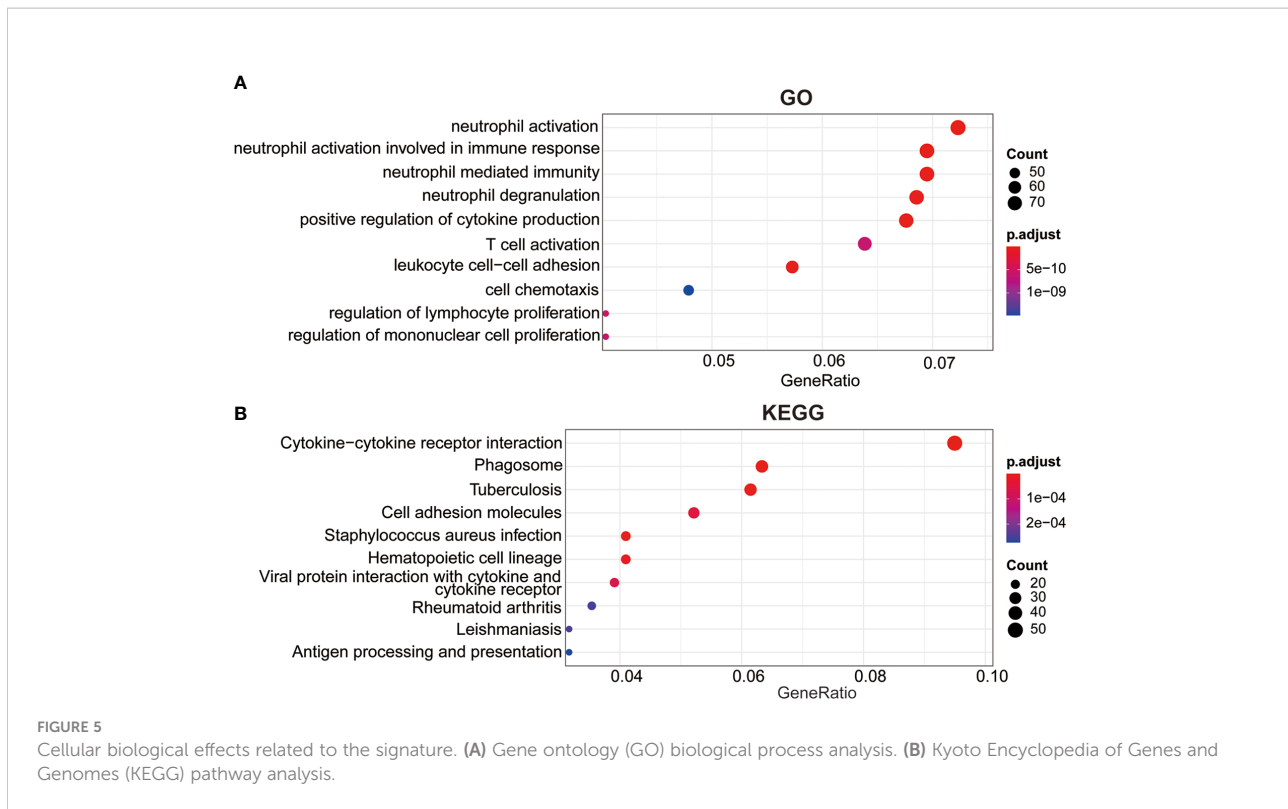 A
GO
neutrophil activation
neutrophil activation involved in immune response
neutrophil mediated immunity
neutrophil degranulation
positive regulation of cytokine production
T cell activation
leukocyte cell−cell adhesion
cell chemotaxis
regulation of lymphocyte proliferation
regulation of mononuclear cell proliferation
0.05 0.06 0.07
GeneRatio
Count
50
60
70
p.adjust
5e−10
1e−09
B
KEGG
Cytokine−cytokine receptor interaction
Phagosome
Tuberculosis
Cell adhesion molecules
Staphylococcus aureus infection
Hematopoietic cell lineage
Viral protein interaction with cytokine and
cytokine receptor
Rheumatoid arthritis
Leishmaniasis
Antigen processing and presentation
0.04 0.06 0.08 0.10
GeneRatio
p.adjust
1e−04
2e−04
Count
20
30
40
50
FIGURE 5
Cellular biological effects related to the signature. (A) Gene ontology (GO) biological process analysis. (B) Kyoto Encyclopedia of Genes and
Genomes (KEGG) pathway analysis.